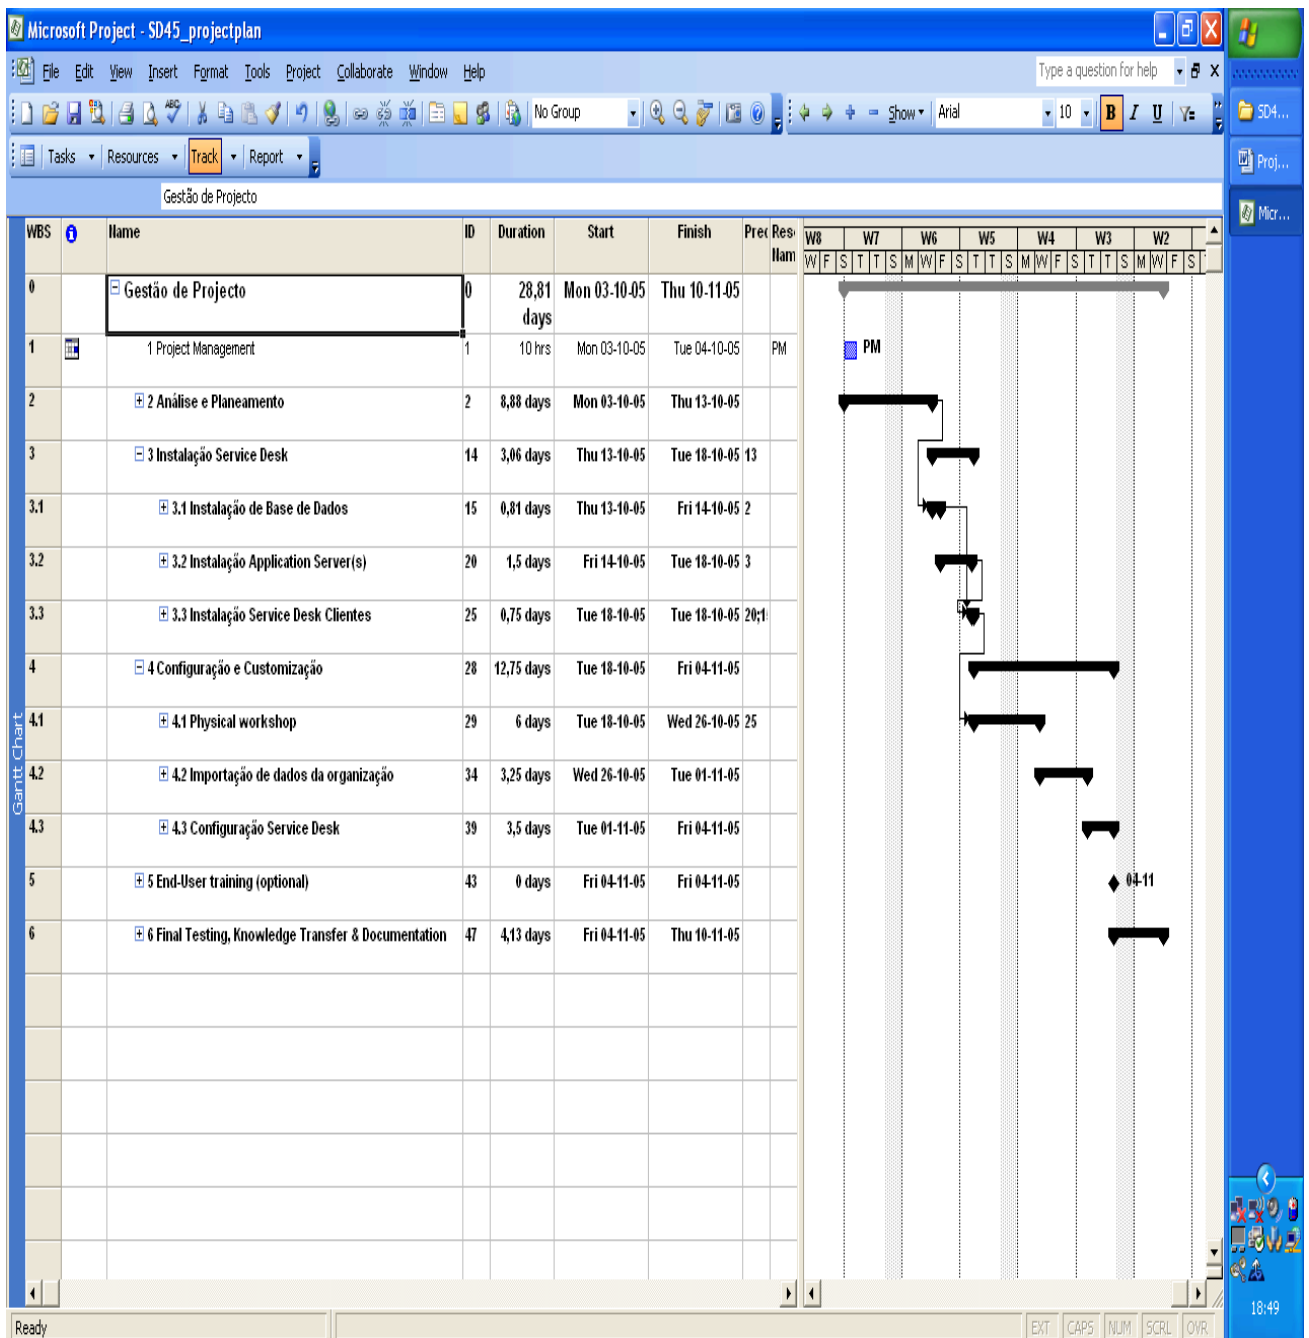 Microsoft Project - SD45_projectplan
File Edit View Insert Format Tools Project Collaborate Window Help
Type a question for help
No Group
Show
Arial
10
B I U
Tasks Resources Track Report
Gestão de Projecto
SD4...
Proj...
Micr...
WBS Name ID Duration Start Finish Prec Res Nam
W8 W7 W6 W5 W4 W3 W2
W F S T T S M W F S T T S M W F S T T S M W F S
0 Gestão de Projecto 0 28,81 days Mon 03-10-05 Thu 10-11-05
1 1 Project Management 1 10 hrs Mon 03-10-05 Tue 04-10-05 PM
PM
2 2 Análise e Planeamento 2 8,88 days Mon 03-10-05 Thu 13-10-05
3 3 Instalação Service Desk 14 3,06 days Thu 13-10-05 Tue 18-10-05 13
3.1 3.1 Instalação de Base de Dados 15 0,81 days Thu 13-10-05 Fri 14-10-05 2
3.2 3.2 Instalação Application Server(s) 20 1,5 days Fri 14-10-05 Tue 18-10-05 3
3.3 3.3 Instalação Service Desk Clientes 25 0,75 days Tue 18-10-05 Tue 18-10-05 20;1
4 4 Configuração e Customização 28 12,75 days Tue 18-10-05 Fri 04-11-05
4.1 4.1 Physical workshop 29 6 days Tue 18-10-05 Wed 26-10-05 25
4.2 4.2 Importação de dados da organização 34 3,25 days Wed 26-10-05 Tue 01-11-05
4.3 4.3 Configuração Service Desk 39 3,5 days Tue 01-11-05 Fri 04-11-05
5 5 End-User training (optional) 43 0 days Fri 04-11-05 Fri 04-11-05
04-11
6 6 Final Testing, Knowledge Transfer & Documentation 47 4,13 days Fri 04-11-05 Thu 10-11-05
Gantt Chart
Ready
EXT CAPS NUM SCRL OVR
18:49